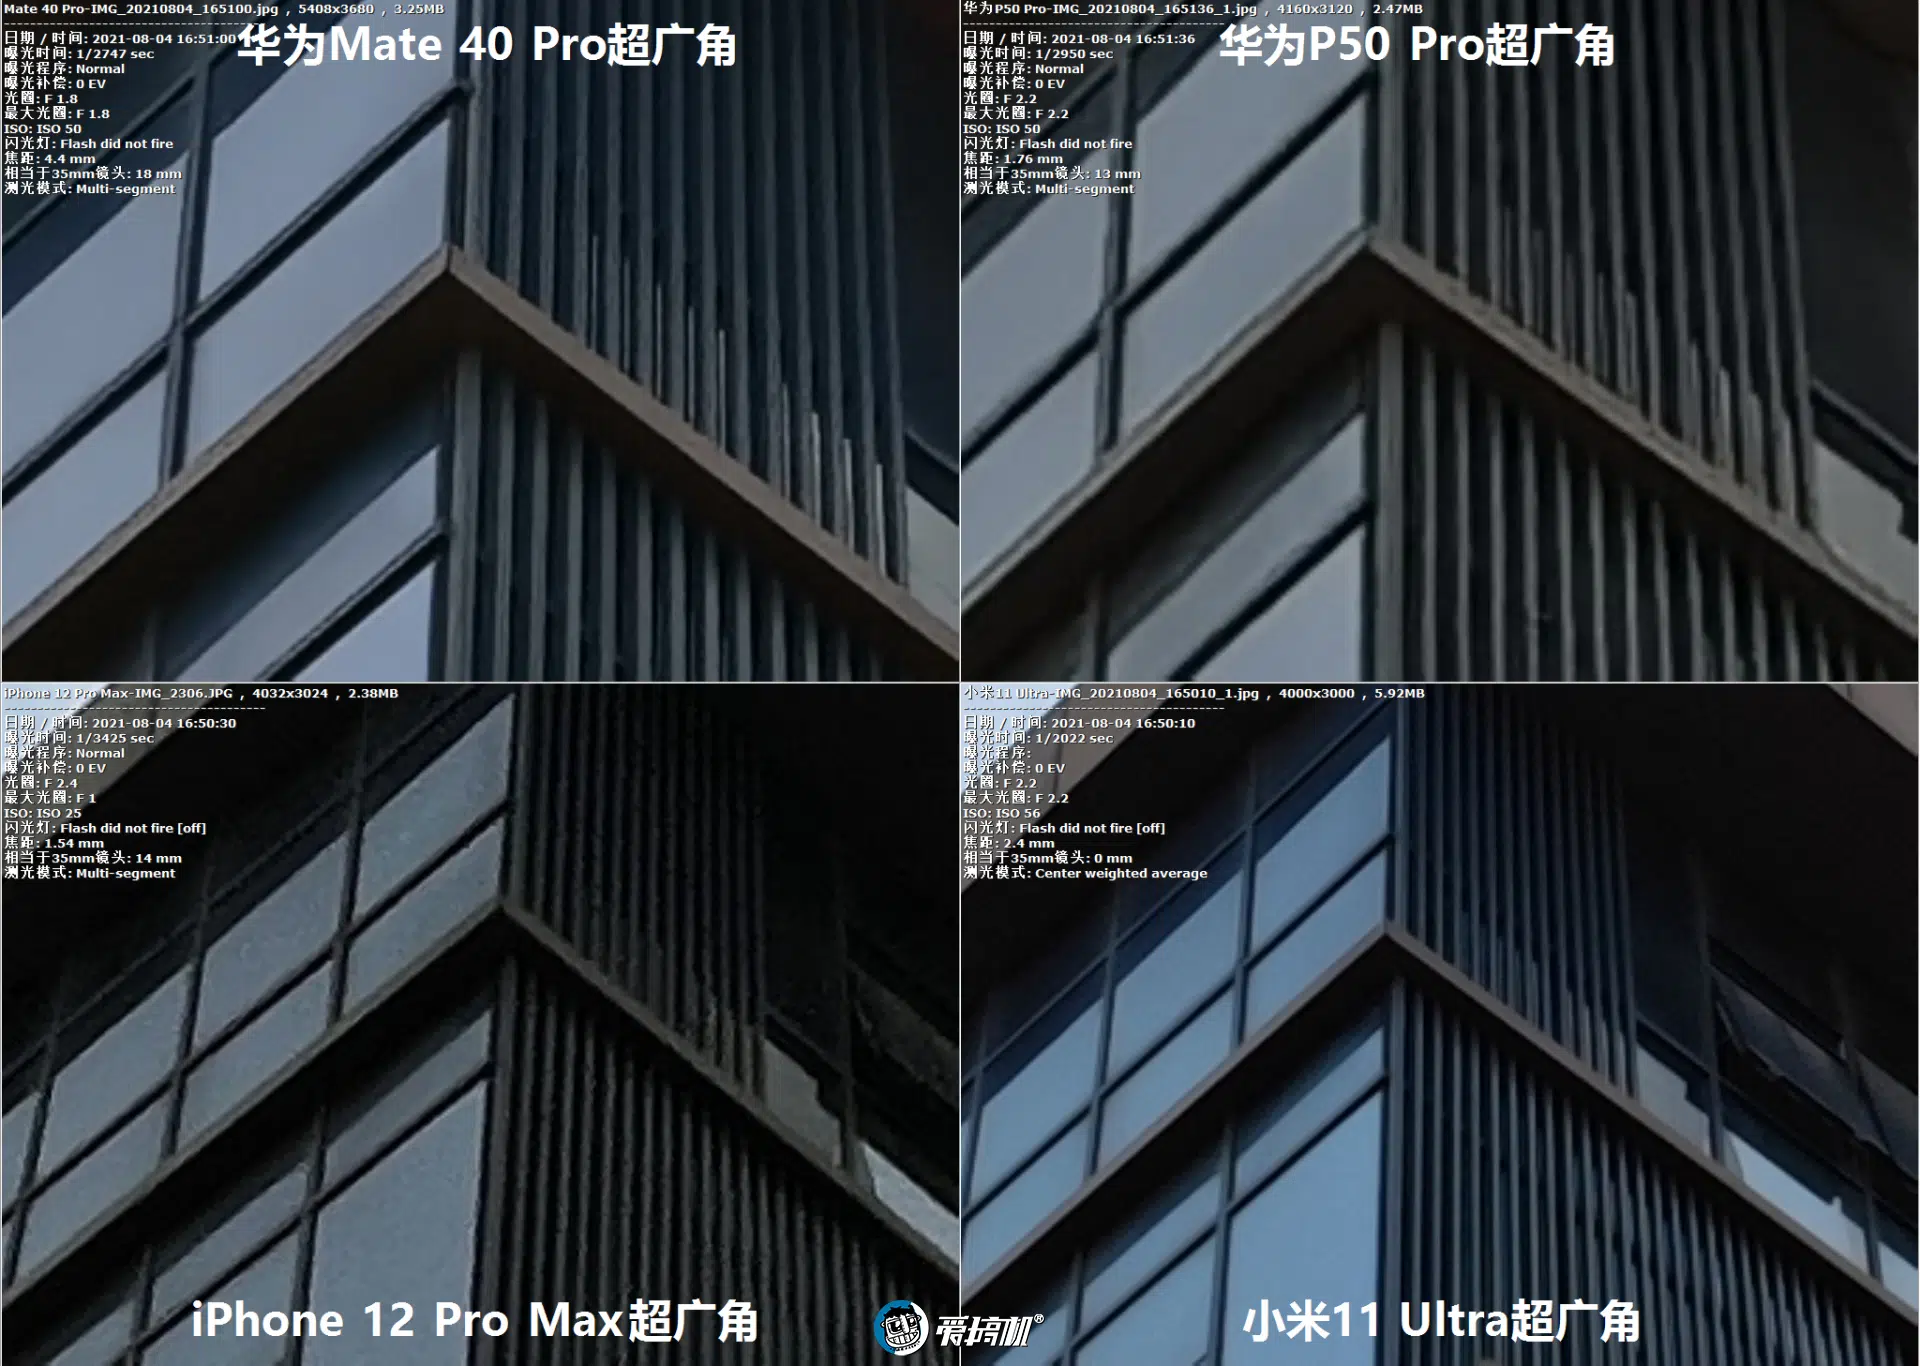 Mate 40 Pro-IMG_20210804_165100.jpg , 5408x3680 , 3.25MB
日期 / 时间: 2021-08-04 16:51:00
曝光时间: 1/2747 sec
曝光程序: Normal
曝光补偿: 0 EV
光圈: F 1.8
最大光圈: F 1.8
ISO: ISO 50
闪光灯: Flash did not fire
焦距: 4.4 mm
相当于35mm镜头: 18 mm
测光模式: Multi-segment
华为Mate 40 Pro超广角
华为P50 Pro-IMG_20210804_165136_1.jpg , 4160x3120 , 2.47MB
日期 / 时间: 2021-08-04 16:51:36
曝光时间: 1/2950 sec
曝光程序: Normal
曝光补偿: 0 EV
光圈: F 2.2
最大光圈: F 2.2
ISO: ISO 50
闪光灯: Flash did not fire
焦距: 1.76 mm
相当于35mm镜头: 13 mm
测光模式: Multi-segment
华为P50 Pro超广角
iPhone 12 Pro Max-IMG_2306.JPG , 4032x3024 , 2.38MB
日期 / 时间: 2021-08-04 16:50:30
曝光时间: 1/3425 sec
曝光程序: Normal
曝光补偿: 0 EV
光圈: F 2.4
最大光圈: F 1
ISO: ISO 25
闪光灯: Flash did not fire [off]
焦距: 1.54 mm
相当于35mm镜头: 14 mm
测光模式: Multi-segment
iPhone 12 Pro Max超广角
小米11 Ultra-IMG_20210804_165010_1.jpg , 4000x3000 , 5.92MB
日期 / 时间: 2021-08-04 16:50:10
曝光时间: 1/2022 sec
曝光程序:
曝光补偿: 0 EV
光圈: F 2.2
最大光圈: F 2.2
ISO: ISO 56
闪光灯: Flash did not fire [off]
焦距: 2.4 mm
相当于35mm镜头: 0 mm
测光模式: Center weighted average
小米11 Ultra超广角
爱搞机®